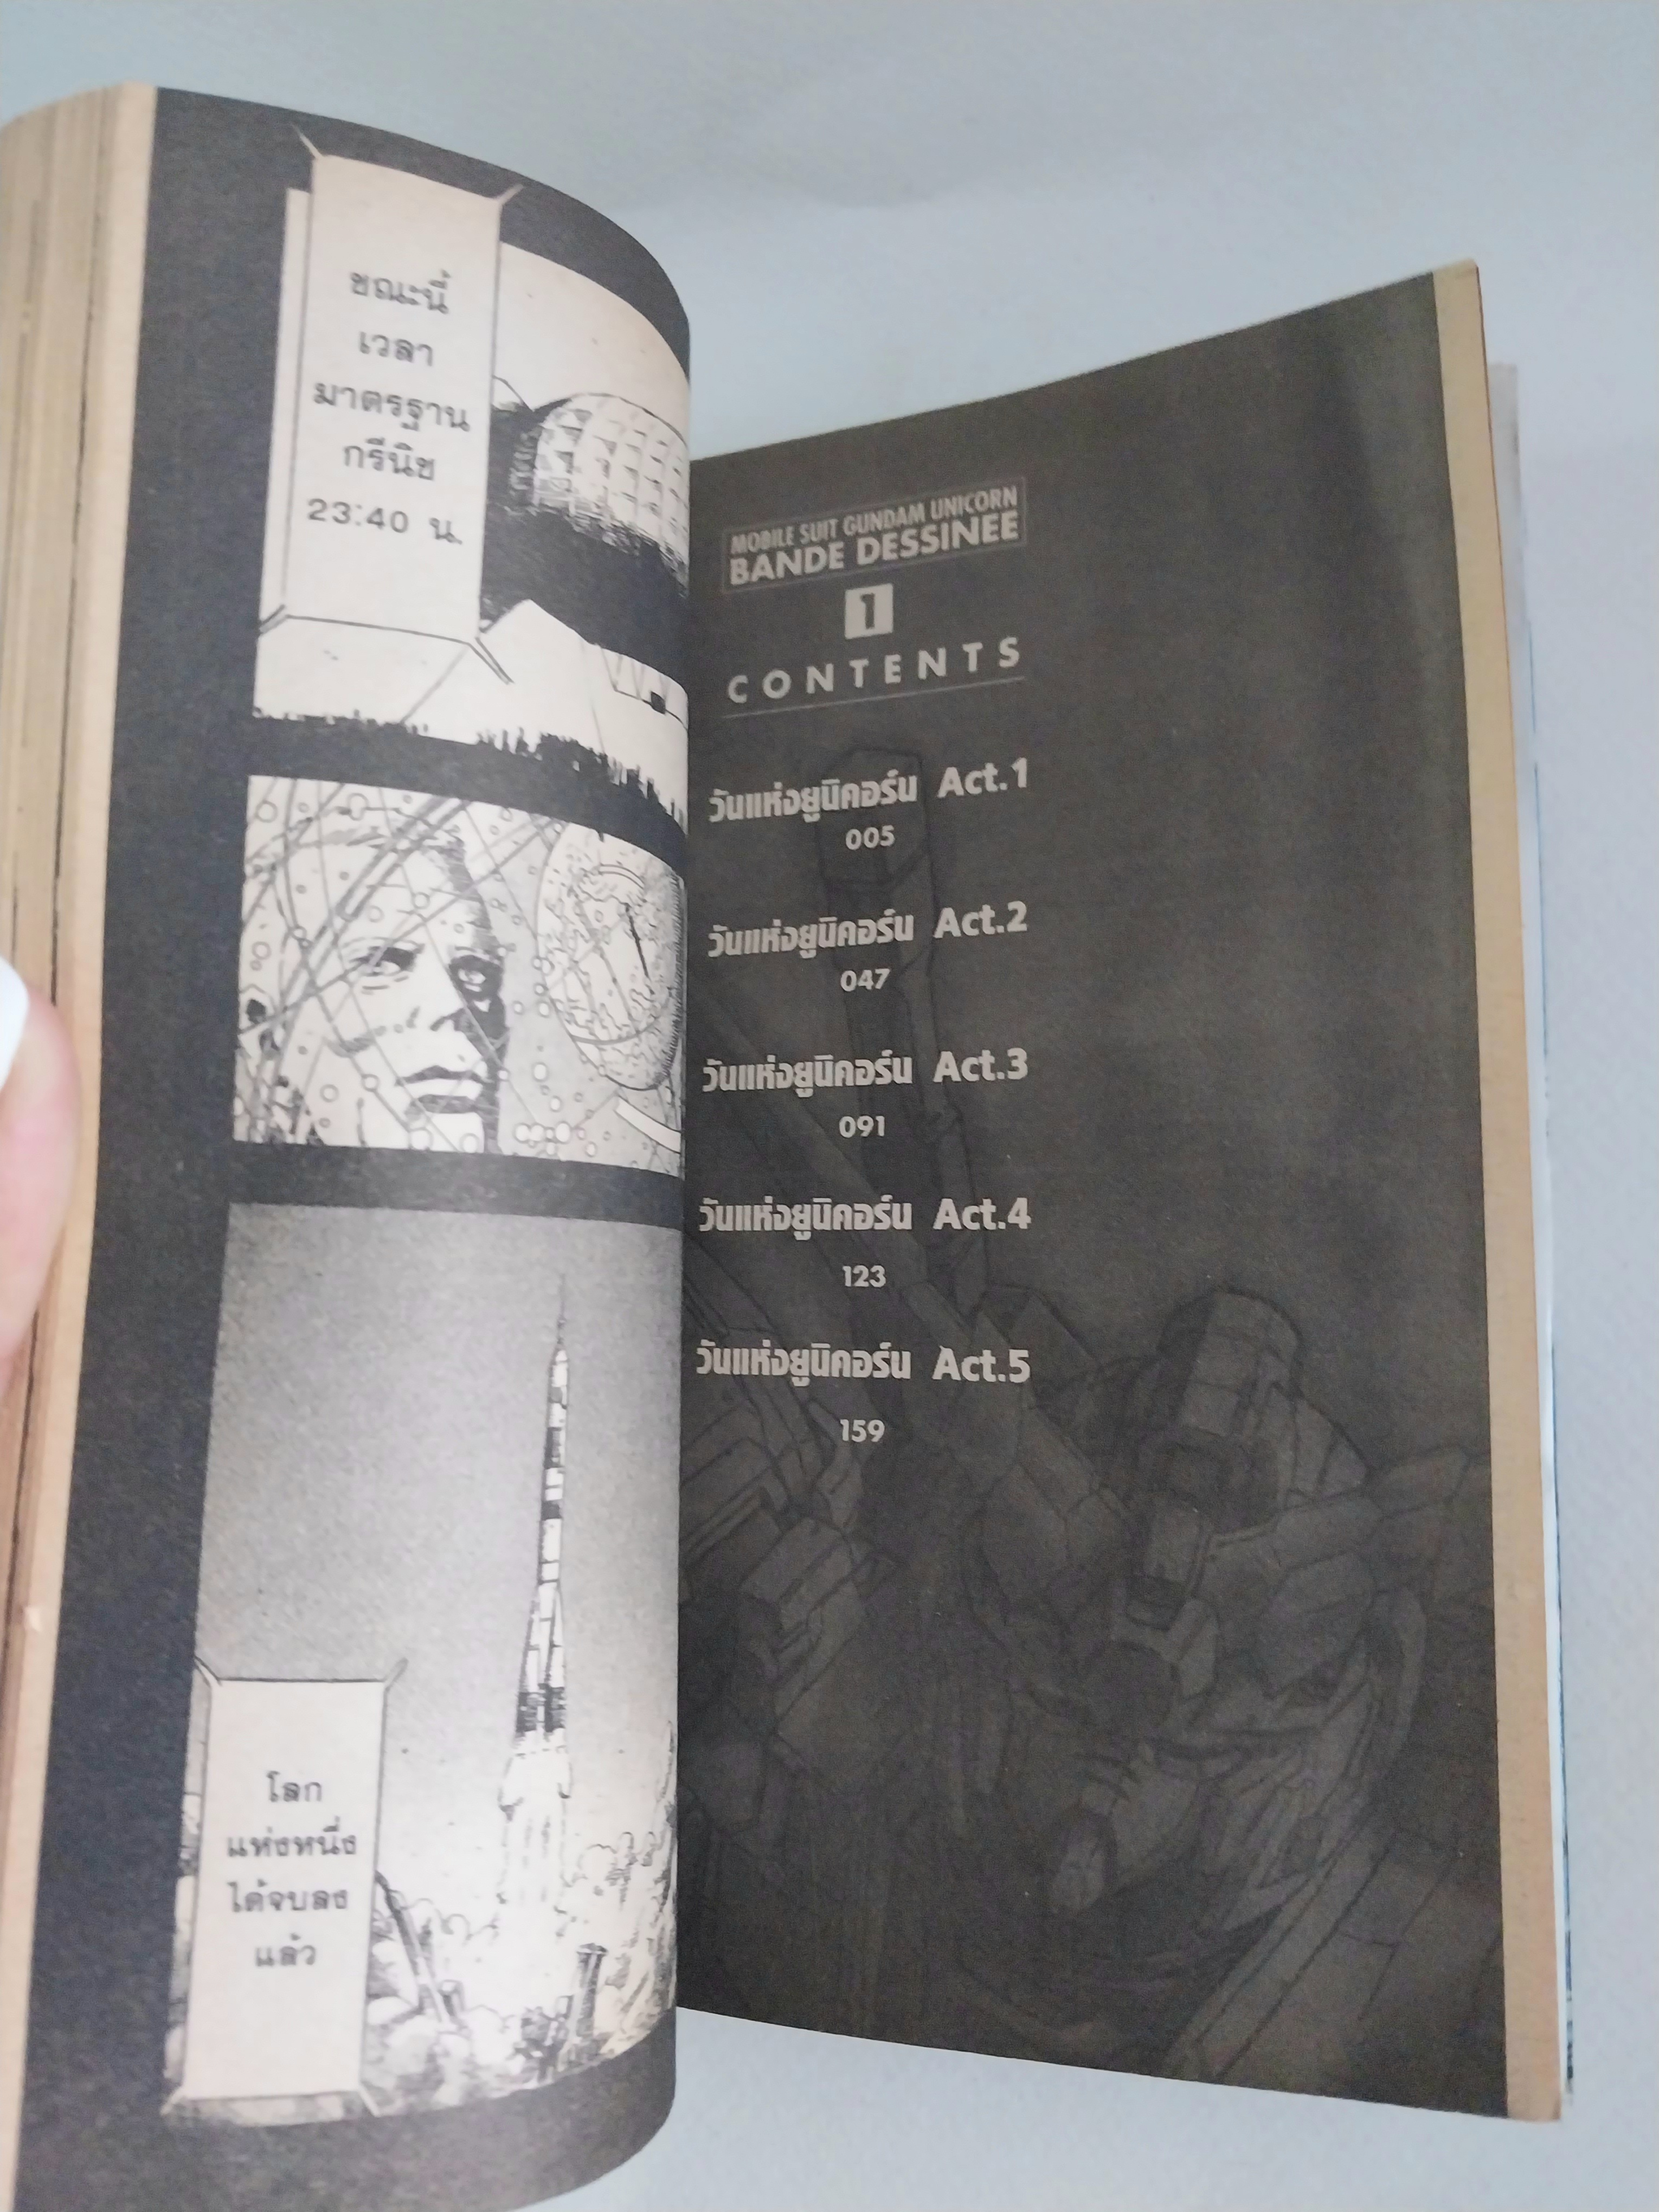 MOBILE SUIT GUNDAM UNICORN
BANDE DESSINEE
1
CONTENTS
วันแห่งยูนิคอร์น Act.1
005
วันแห่งยูนิคอร์น Act.2
047
วันแห่งยูนิคอร์น Act.3
091
วันแห่งยูนิคอร์น Act.4
123
วันแห่งยูนิคอร์น Act.5
159
ขณะนี้
เวลา
มาตรฐาน
กรีนิช
23:40 น.
โลก
แห่งหนึ่ง
ได้จบลง
แล้ว